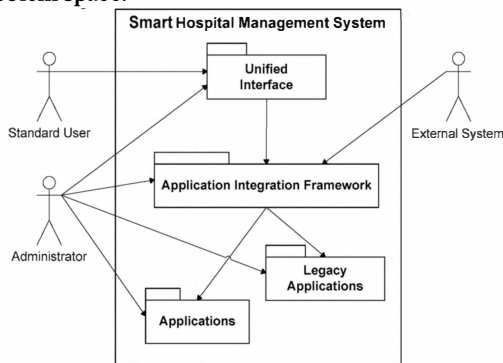 Smart Hospital Management System
Unified
Interface
Standard User
External System
Application Integration Framework
Administrator
Legacy
Applications
Applications